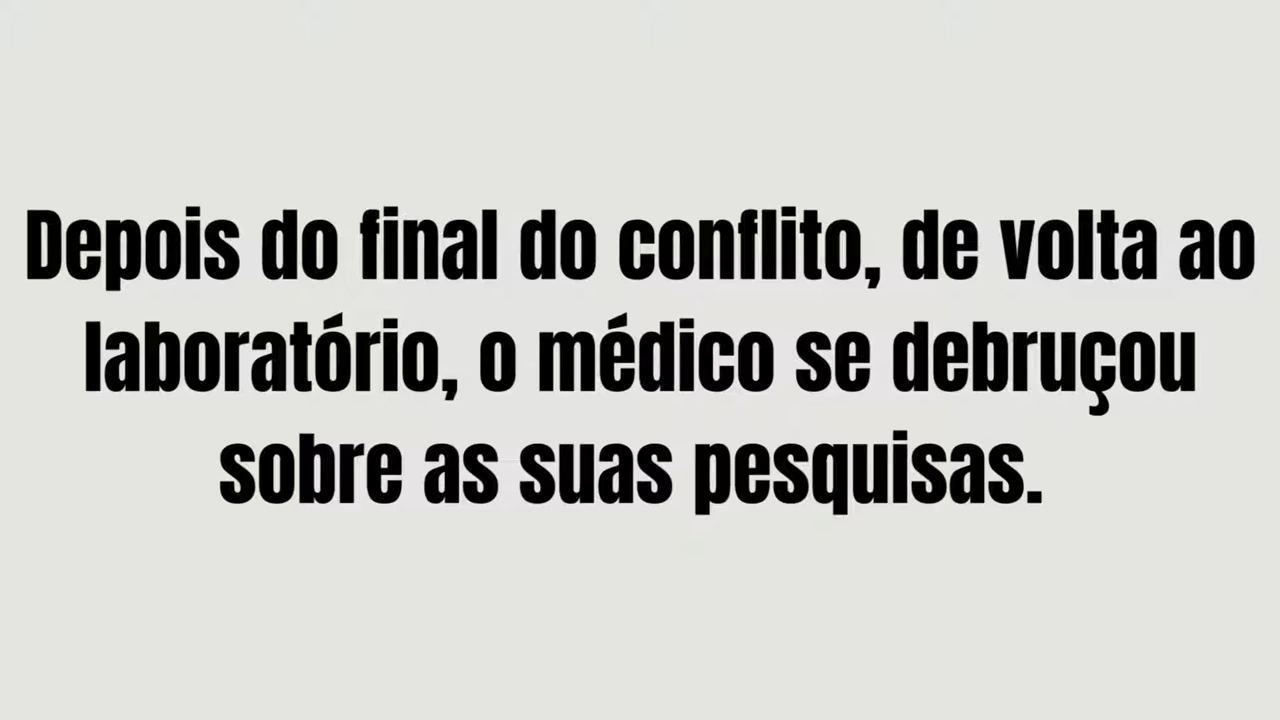 Depois do final do conflito, de volta ao
laboratório, o médico se debruçou
sobre as suas pesquisas.